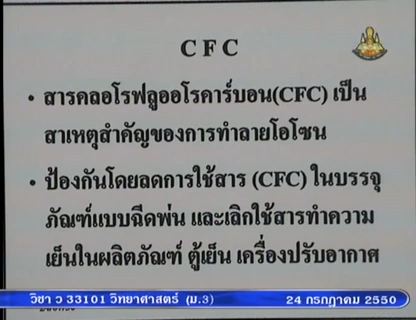 CFC
• สารคลอโรฟลูออโรคาร์บอน(CFC) เป็น
สาเหตุสำคัญของการทำลายโอโซน
• ป้องกันโดยลดการใช้สาร (CFC) ในบรรจุ
ภัณฑ์แบบฉีดพ่น และเลิกใช้สารทำความ
เย็นในผลิตภัณฑ์ ตู้เย็น เครื่องปรับอากาศ
วิชา ว 33101 วิทยาศาสตร์ (ม.3) 24 กรกฎาคม 2550